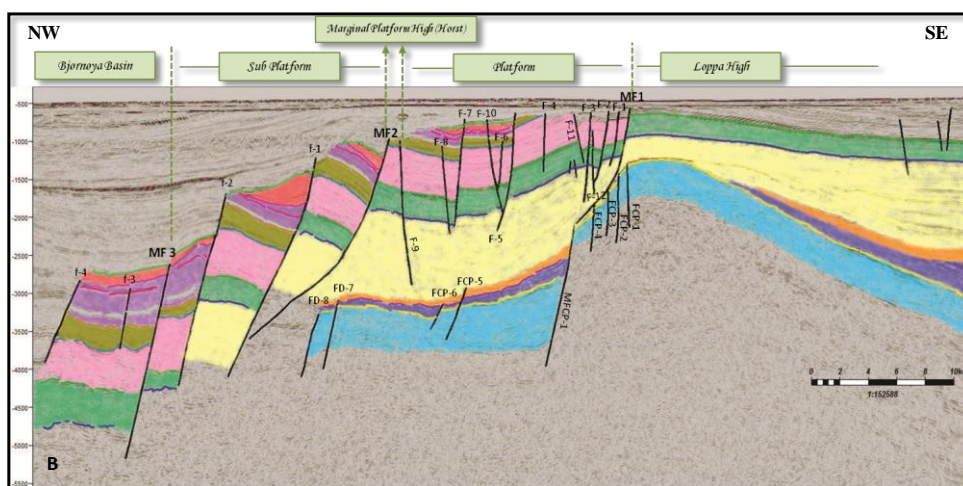 Marginal Platform High (Horst)
NW
SE
Bjørnøya Basin
Sub Platform
Platform
Loppa High
-500
-1000
-1500
-2000
-2500
-3000
-3500
-4000
-4500
-5000
-5500
MF1
MF2
MF 3
F-7
F-10
F-4
F-3
F-2
F-1
F-8
F-6
F-11
F-5
F-9
F-12
f-1
f-2
f-4
f-3
FCP-4
FCP-3
FCP-2
FCP-1
FCP-5
FCP-6
FD-7
FD-8
MFCP-1
0
2
4
6
8
10k
1:152588
B